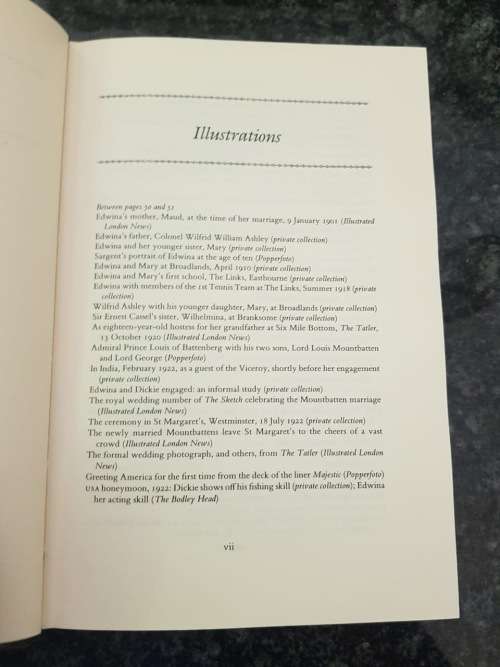 Illustrations
Between pages 50 and 51
Edwina's mother, Maud, at the time of her marriage, 9 January 1901 (Illustrated
London News)
Edwina's father, Colonel Wilfrid William Ashley (private collection)
Edwina and her younger sister, Mary (private collection)
Sargent's portrait of Edwina at the age of ten (Popperfoto)
Edwina and Mary at Broadlands, April 1910 (private collection)
Edwina and Mary's first school, The Links, Eastbourne (private collection)
Edwina with members of the 1st Tennis Team at The Links, Summer 1918 (private
collection)
Wilfrid Ashley with his younger daughter, Mary, at Broadlands (private collection)
Sir Ernest Cassel's sister, Wilhelmina, at Branksome (private collection)
As eighteen-year-old hostess for her grandfather at Six Mile Bottom, The Tatler,
13 October 1920 (Illustrated London News)
Admiral Prince Louis of Battenberg with his two sons, Lord Louis Mountbatten
and Lord George (Popperfoto)
In India, February 1922, as a guest of the Viceroy, shortly before her engagement
(private collection)
Edwina and Dickie engaged: an informal study (private collection)
The royal wedding number of The Sketch celebrating the Mountbatten marriage
(Illustrated London News)
The ceremony in St Margaret's, Westminster, 18 July 1922 (private collection)
The newly married Mountbattens leave St Margaret's to the cheers of a vast
crowd (Illustrated London News)
The formal wedding photograph, and others, from The Tatler (Illustrated London
News)
Greeting America for the first time from the deck of the liner Majestic (Popperfoto)
USA honeymoon, 1922: Dickie shows off his fishing skill (private collection); Edwina
her acting skill (The Bodley Head)
vii